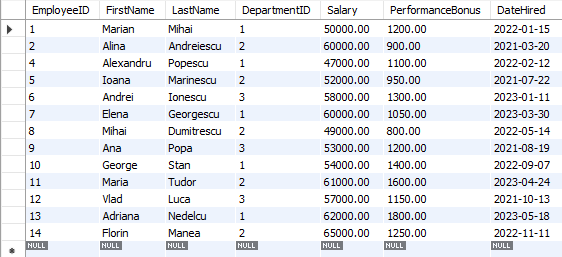 EmployeeID FirstName LastName DepartmentID Salary PerformanceBonus DateHired
1 Marian Mihai 1 50000.00 1200.00 2022-01-15
2 Alina Andreiescu 2 60000.00 900.00 2021-03-20
4 Alexandru Popescu 1 47000.00 1100.00 2022-02-12
5 Ioana Marinescu 2 52000.00 950.00 2021-07-22
6 Andrei Ionescu 3 58000.00 1300.00 2023-01-11
7 Elena Georgescu 1 60000.00 1050.00 2023-03-30
8 Mihai Dumitrescu 2 49000.00 800.00 2022-05-14
9 Ana Popa 3 53000.00 1200.00 2021-08-19
10 George Stan 1 54000.00 1400.00 2022-09-07
11 Maria Tudor 2 61000.00 1600.00 2023-04-24
12 Vlad Luca 3 57000.00 1150.00 2021-10-13
13 Adriana Nedelcu 1 62000.00 1800.00 2023-05-18
14 Florin Manea 2 65000.00 1250.00 2022-11-11
NULL NULL NULL NULL NULL NULL NULL